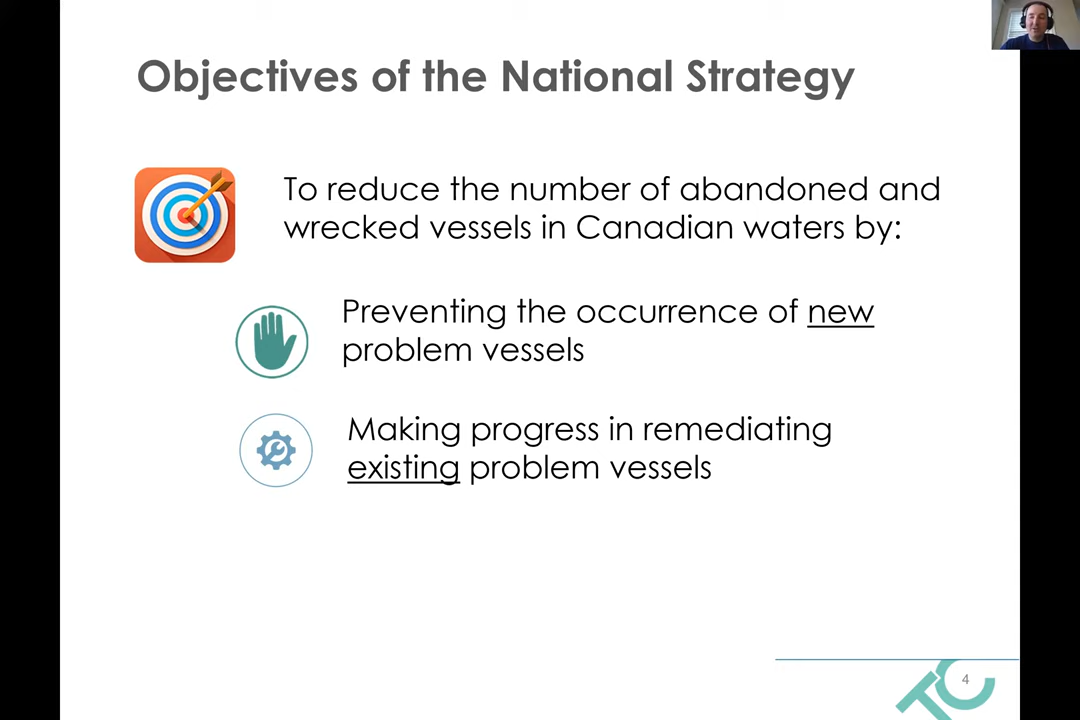 Objectives of the National Strategy
To reduce the number of abandoned and
wrecked vessels in Canadian waters by:
Preventing the occurrence of new
problem vessels
Making progress in remediating
existing problem vessels
4
TC